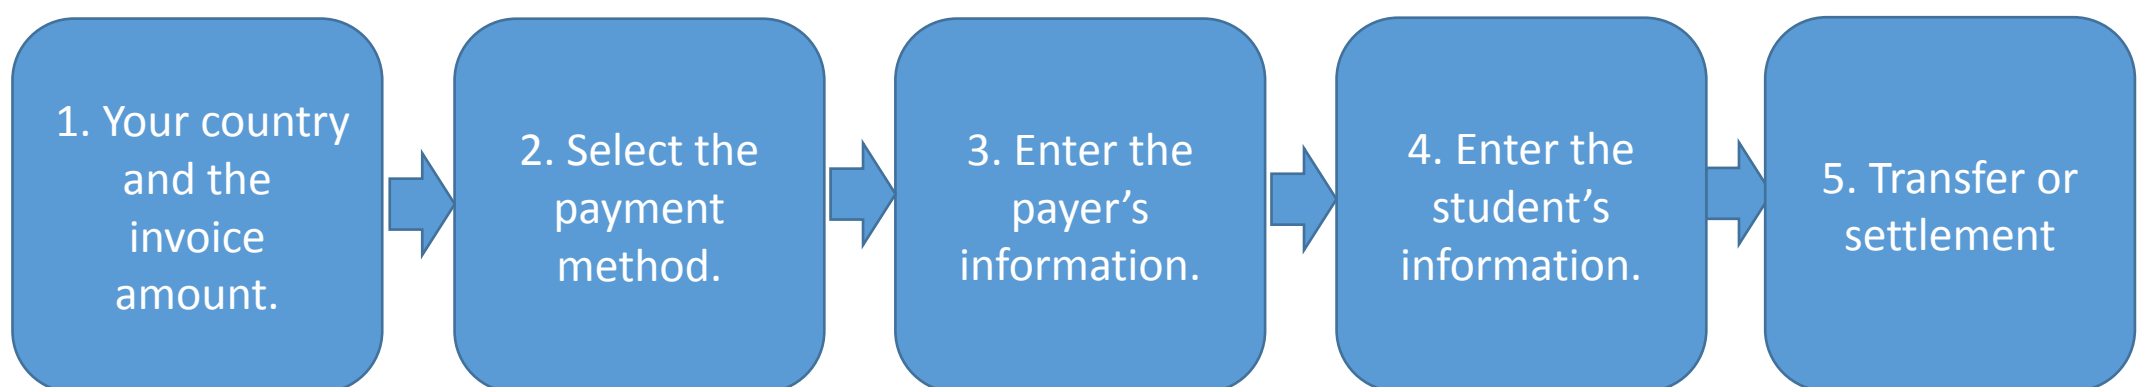 1. Your country
and the
invoice
amount.
2. Select the
payment
method.
3. Enter the
payer’s
information.
4. Enter the
student’s
information.
5. Transfer or
settlement